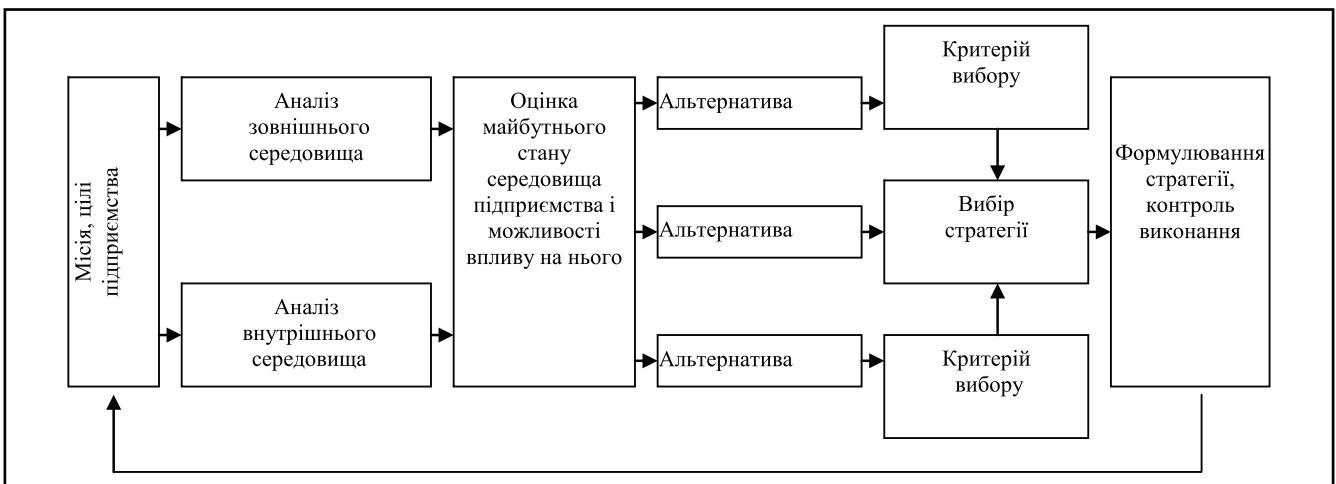 Місія, цілі
підприємства
Аналіз
зовнішнього
середовища
Аналіз
внутрішнього
середовища
Оцінка
майбутнього
стану
середовища
підприємства і
можливості
впливу на нього
Альтернатива
Альтернатива
Альтернатива
Критерій
вибору
Вибір
стратегії
Критерій
вибору
Формулювання
стратегії,
контроль
виконання